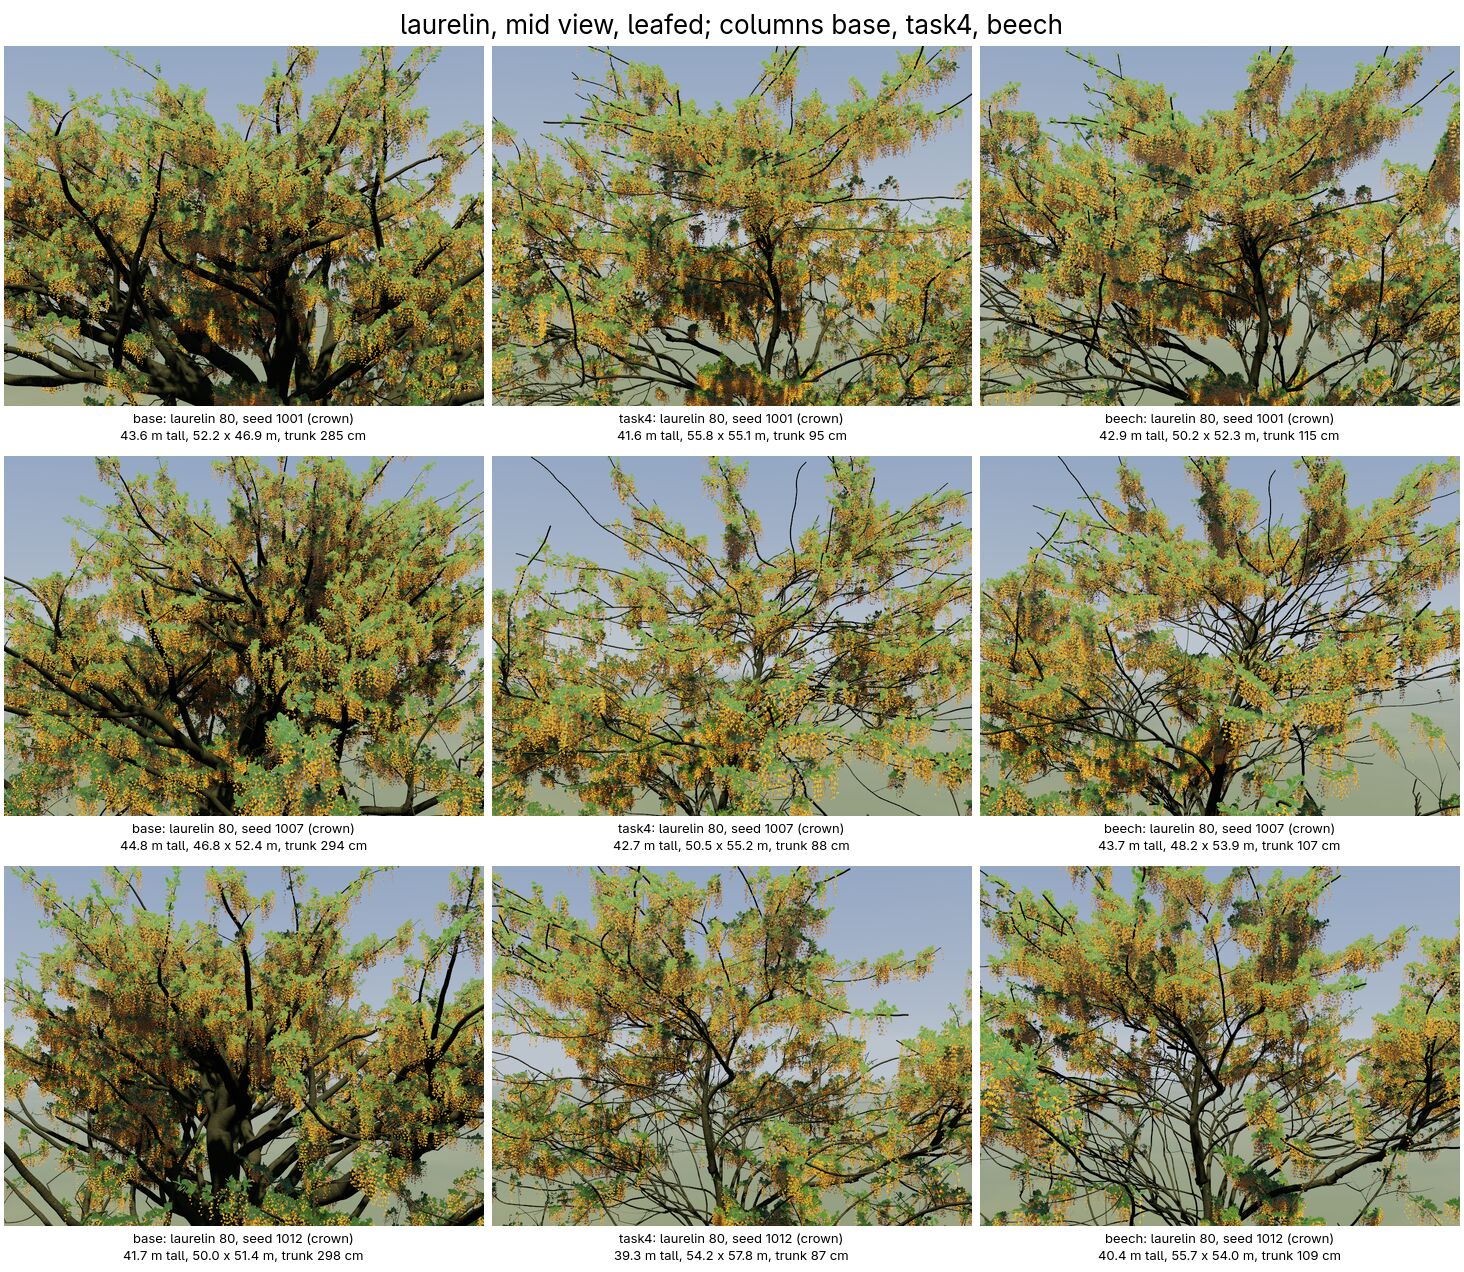 laurelin, mid view, leafed; columns base, task4, beech
base: laurelin 80, seed 1001 (crown)
43.6 m tall, 52.2 x 46.9 m, trunk 285 cm
task4: laurelin 80, seed 1001 (crown)
41.6 m tall, 55.8 x 55.1 m, trunk 95 cm
beech: laurelin 80, seed 1001 (crown)
42.9 m tall, 50.2 x 52.3 m, trunk 115 cm
base: laurelin 80, seed 1007 (crown)
44.8 m tall, 46.8 x 52.4 m, trunk 294 cm
task4: laurelin 80, seed 1007 (crown)
42.7 m tall, 50.5 x 55.2 m, trunk 88 cm
beech: laurelin 80, seed 1007 (crown)
43.7 m tall, 48.2 x 53.9 m, trunk 107 cm
base: laurelin 80, seed 1012 (crown)
41.7 m tall, 50.0 x 51.4 m, trunk 298 cm
task4: laurelin 80, seed 1012 (crown)
39.3 m tall, 54.2 x 57.8 m, trunk 87 cm
beech: laurelin 80, seed 1012 (crown)
40.4 m tall, 55.7 x 54.0 m, trunk 109 cm